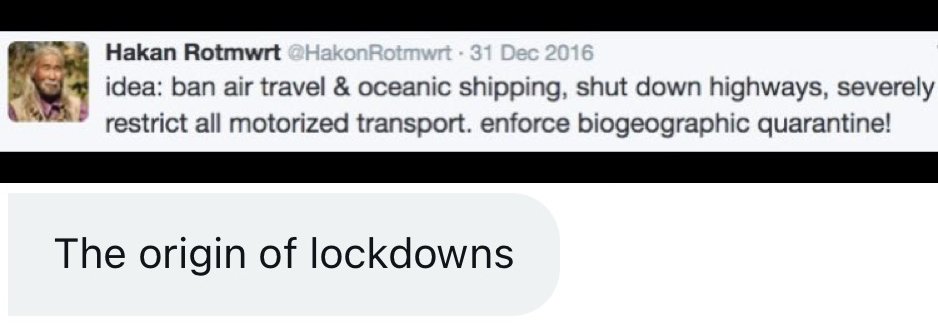 Hakan Rotmwrt @HakonRotmwrt · 31 Dec 2016
idea: ban air travel & oceanic shipping, shut down highways, severely
restrict all motorized transport. enforce biogeographic quarantine!
The origin of lockdowns